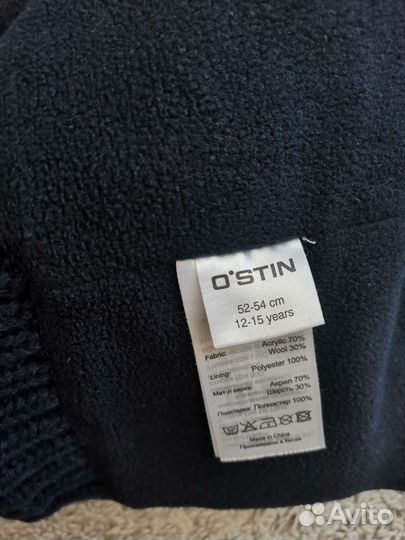 O'STIN
52-54 cm
12-15 years
Fabric: Acrylic 70%
Wool 30%
Lining: Polyester 100%
Мат-л верха: Акрил 70%
Шерсть 30%
Подкладка: Полиэстер 100%
Made in China
Произведено в Китае
Avito